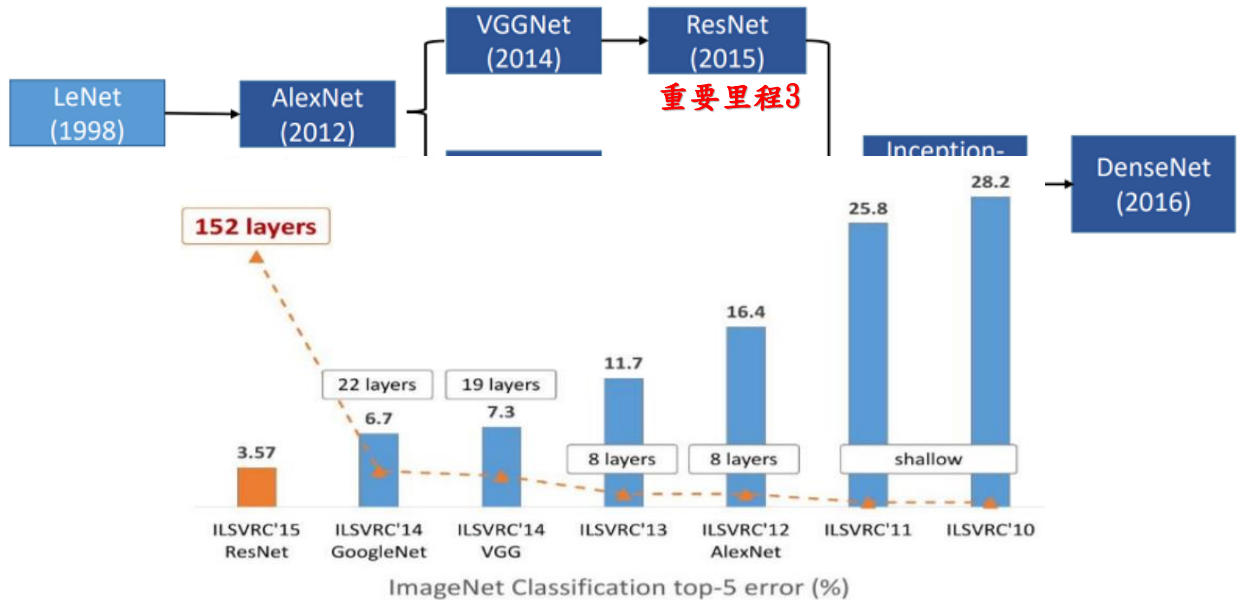 VGGNet
(2014)
ResNet
(2015)
重要里程3
LeNet
(1998)
AlexNet
(2012)
Inception-
DenseNet
(2016)
152 layers
22 layers
19 layers
8 layers
8 layers
shallow
3.57
6.7
7.3
11.7
16.4
25.8
28.2
ILSVRC'15
ResNet
ILSVRC'14
GoogleNet
ILSVRC'14
VGG
ILSVRC'13
ILSVRC'12
AlexNet
ILSVRC'11
ILSVRC'10
ImageNet Classification top-5 error (%)